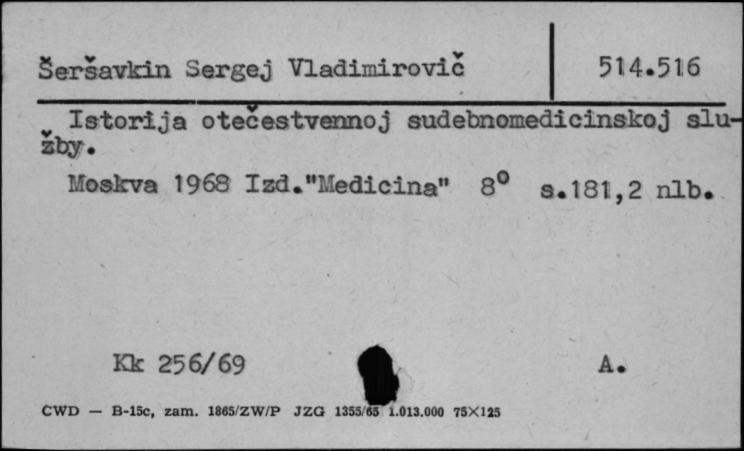 Šeršavkin Sergej Vladimirovič 514.516
Istorija otečestvennoj sudebnomedicinskoj slu-
žby.
Moskva 1968 Izd."Medicina" 8° s.181,2 nlb.
Kk 256/69 A.
CWD — B-15c, zam. 1865/ZW/P JZG 1355/65 1.013.000 75×125